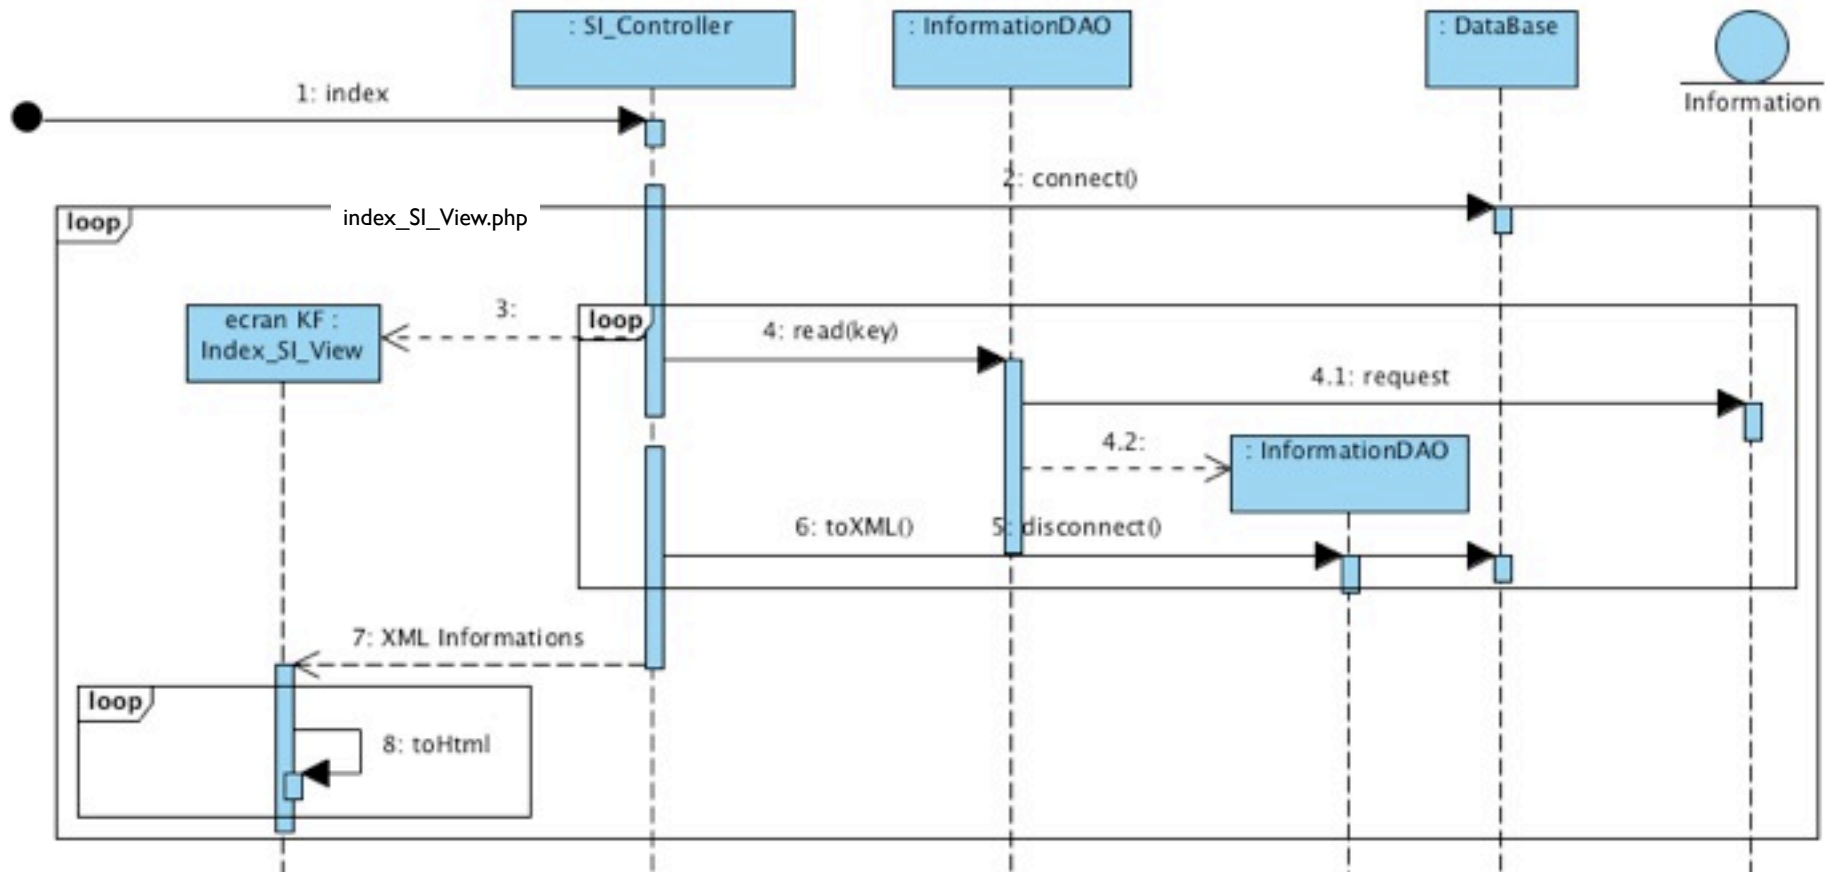 : SI_Controller
: InformationDAO
: DataBase
1: index
Information
2: connect()
loop
index_SI_View.php
ecran KF :
Index_SI_View
3:
loop
4: read(key)
4.1: request
4.2:
: InformationDAO
6: toXML()
5: disconnect()
7: XML Informations
loop
8: toHtml